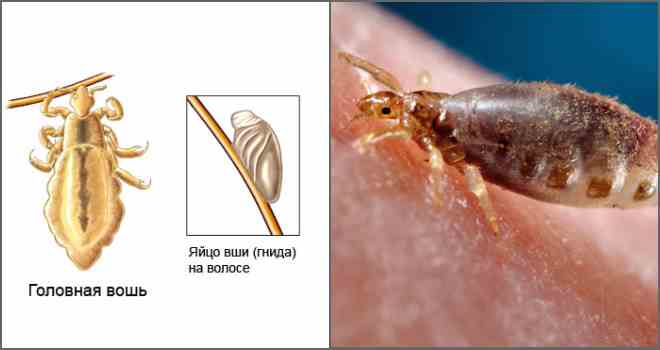 Яйцо вши (гнида)
на волосе
Головная вошь